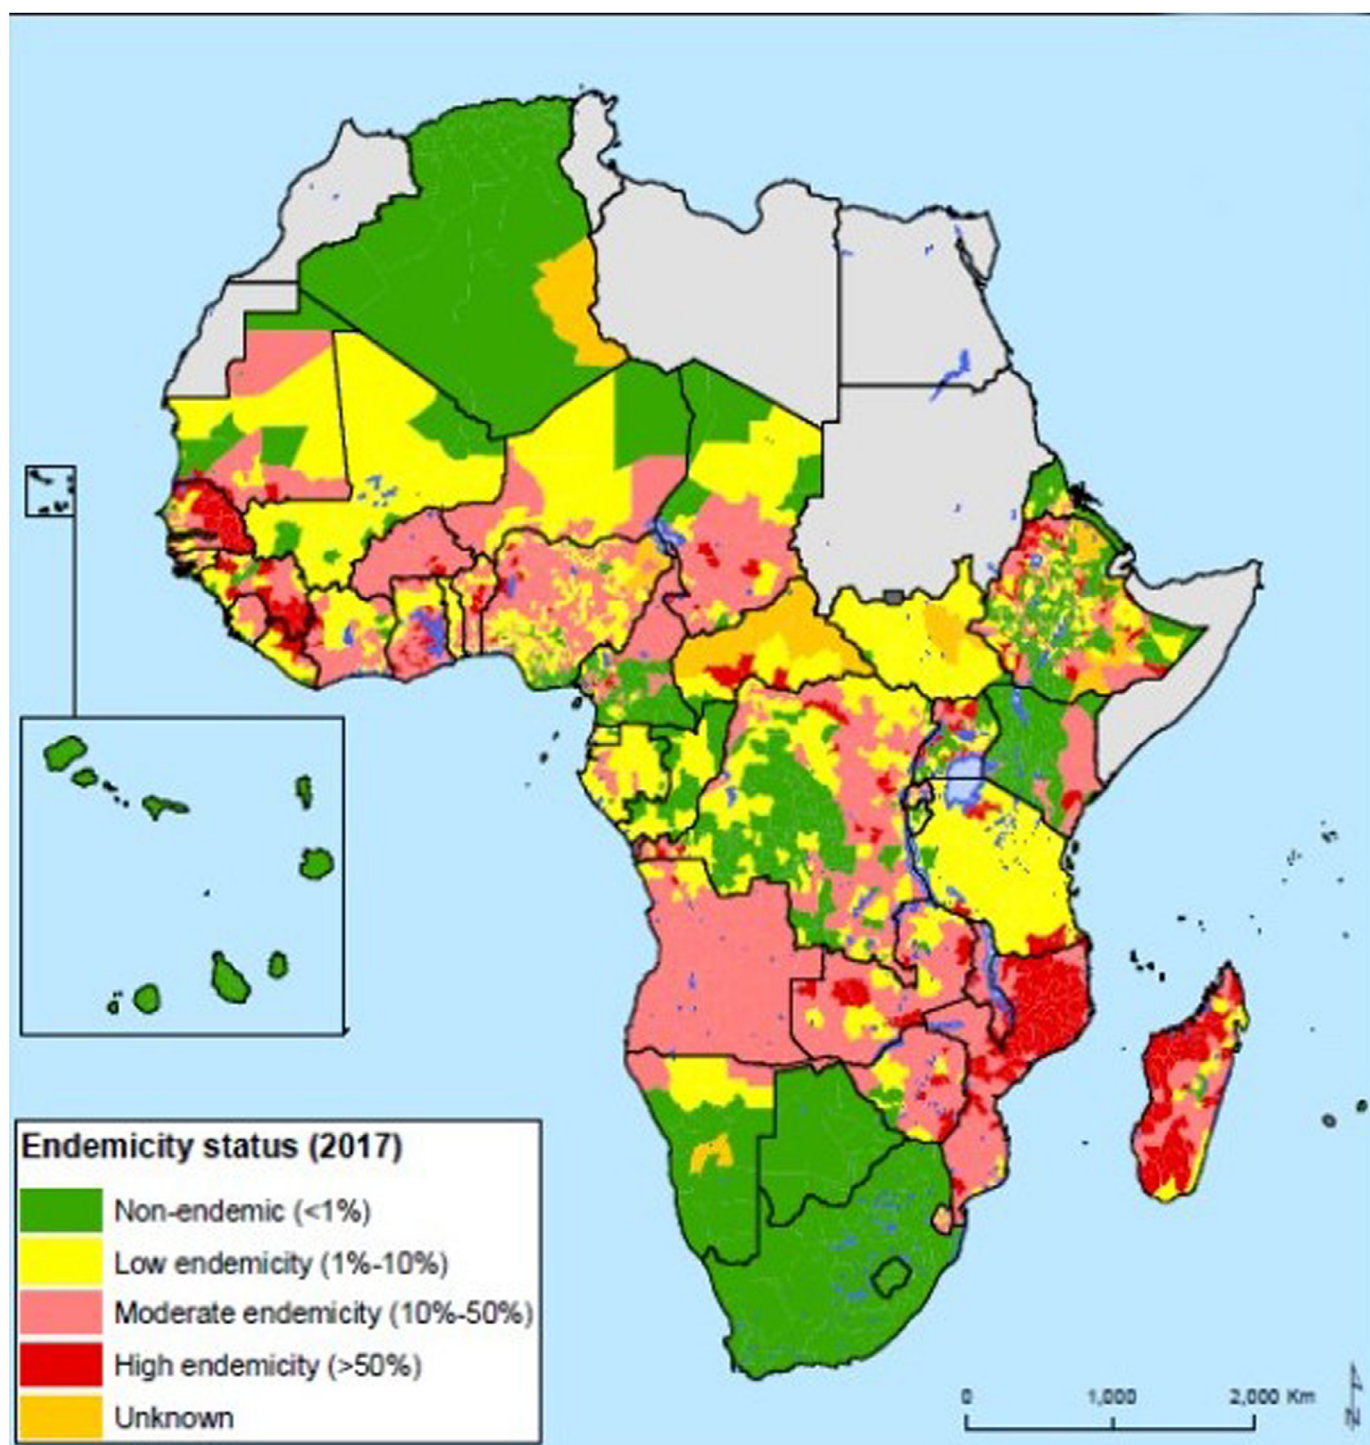 Endemicity status (2017)
Non-endemic (<1%)
Low endemicity (1%-10%)
Moderate endemicity (10%-50%)
High endemicity (>50%)
Unknown
0 1,000 2,000 Km
N